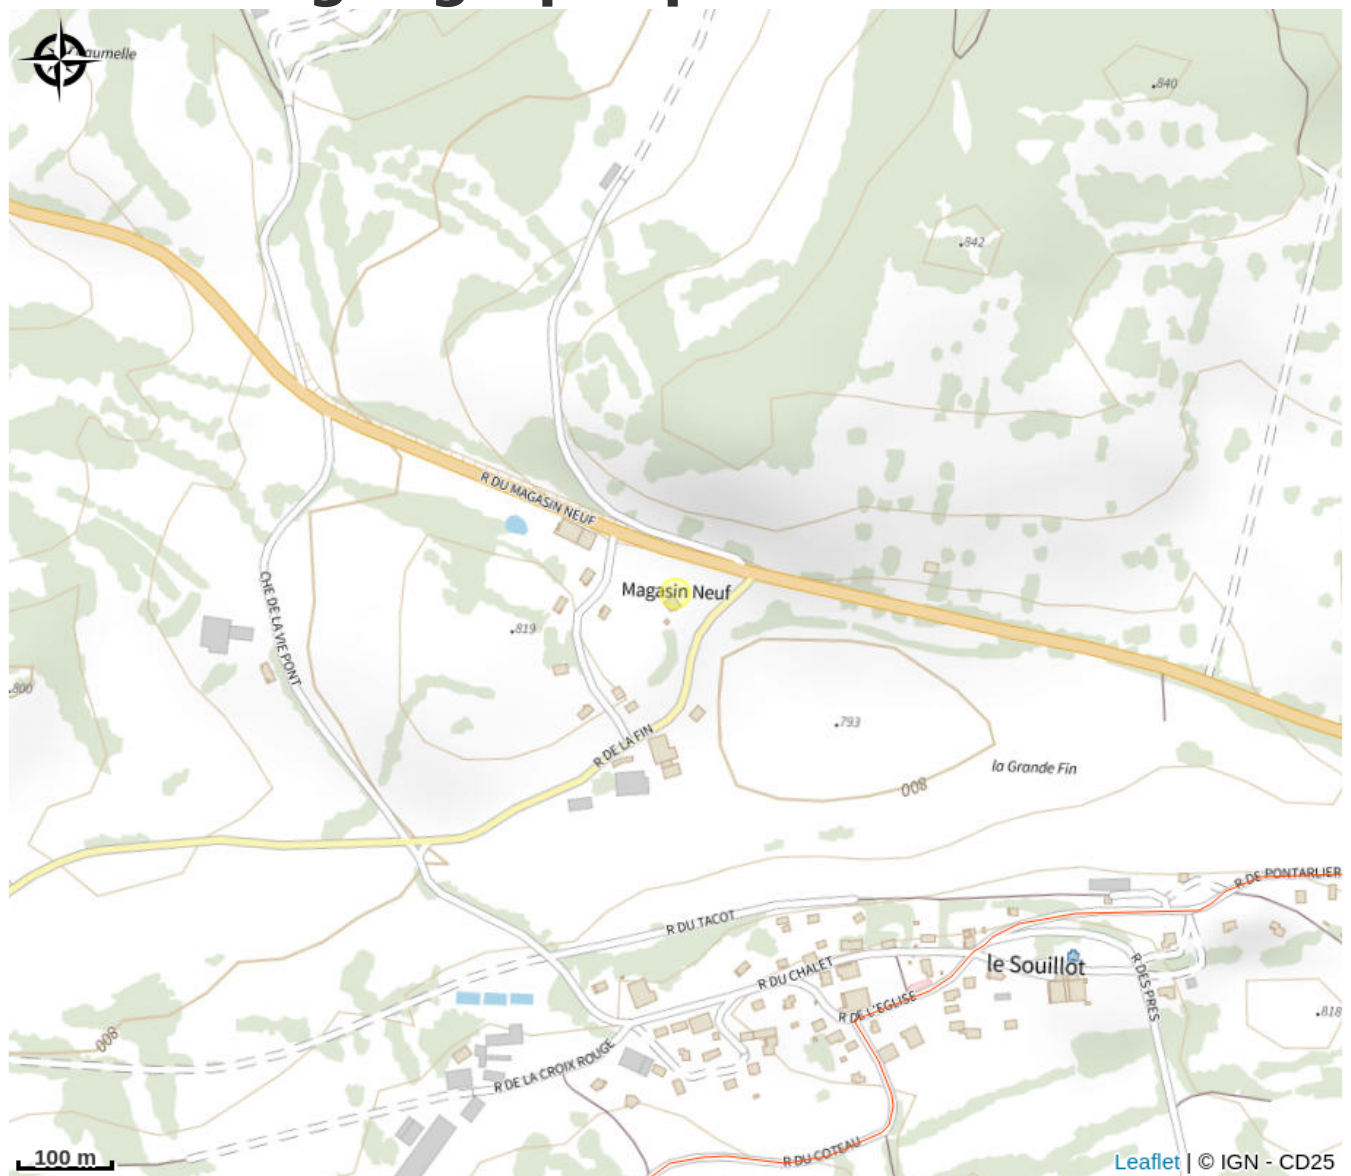 840
842
R DU MAGASIN NEUF
CHE DE LA VIE PONT
Magasin Neuf
819
800
793
R DE LA FIN
la Grande Fin
800
R DE PONTARLIER
R DU TACOT
le Souillot
R DU CHALET
R DES PRES
R DE L'EGLISE
818
800
R DE LA CROIX ROUGE
R DU COTEAU
100 m
Leaflet | © IGN - CD25